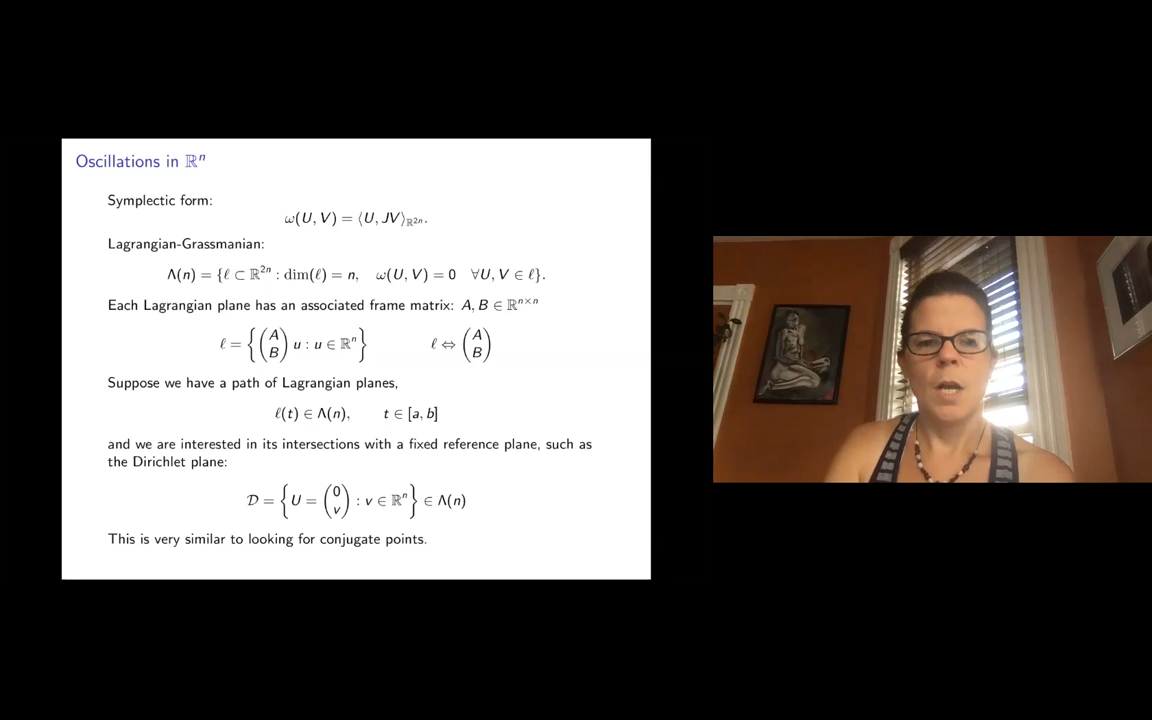 Oscillations in ℝⁿ
Symplectic form:
ω(U, V) = ⟨U, JV⟩_{ℝ²ⁿ}.
Lagrangian-Grassmanian:
Λ(n) = {ℓ ⊂ ℝ²ⁿ : dim(ℓ) = n, ω(U, V) = 0 ∀U, V ∈ ℓ}.
Each Lagrangian plane has an associated frame matrix: A, B ∈ ℝⁿˣⁿ
ℓ = { (A B) u : u ∈ ℝⁿ } ℓ ⇔ (A B)
Suppose we have a path of Lagrangian planes,
ℓ(t) ∈ Λ(n), t ∈ [a, b]
and we are interested in its intersections with a fixed reference plane, such as
the Dirichlet plane:
𝒟 = { U = (0 v) : v ∈ ℝⁿ } ∈ Λ(n)
This is very similar to looking for conjugate points.